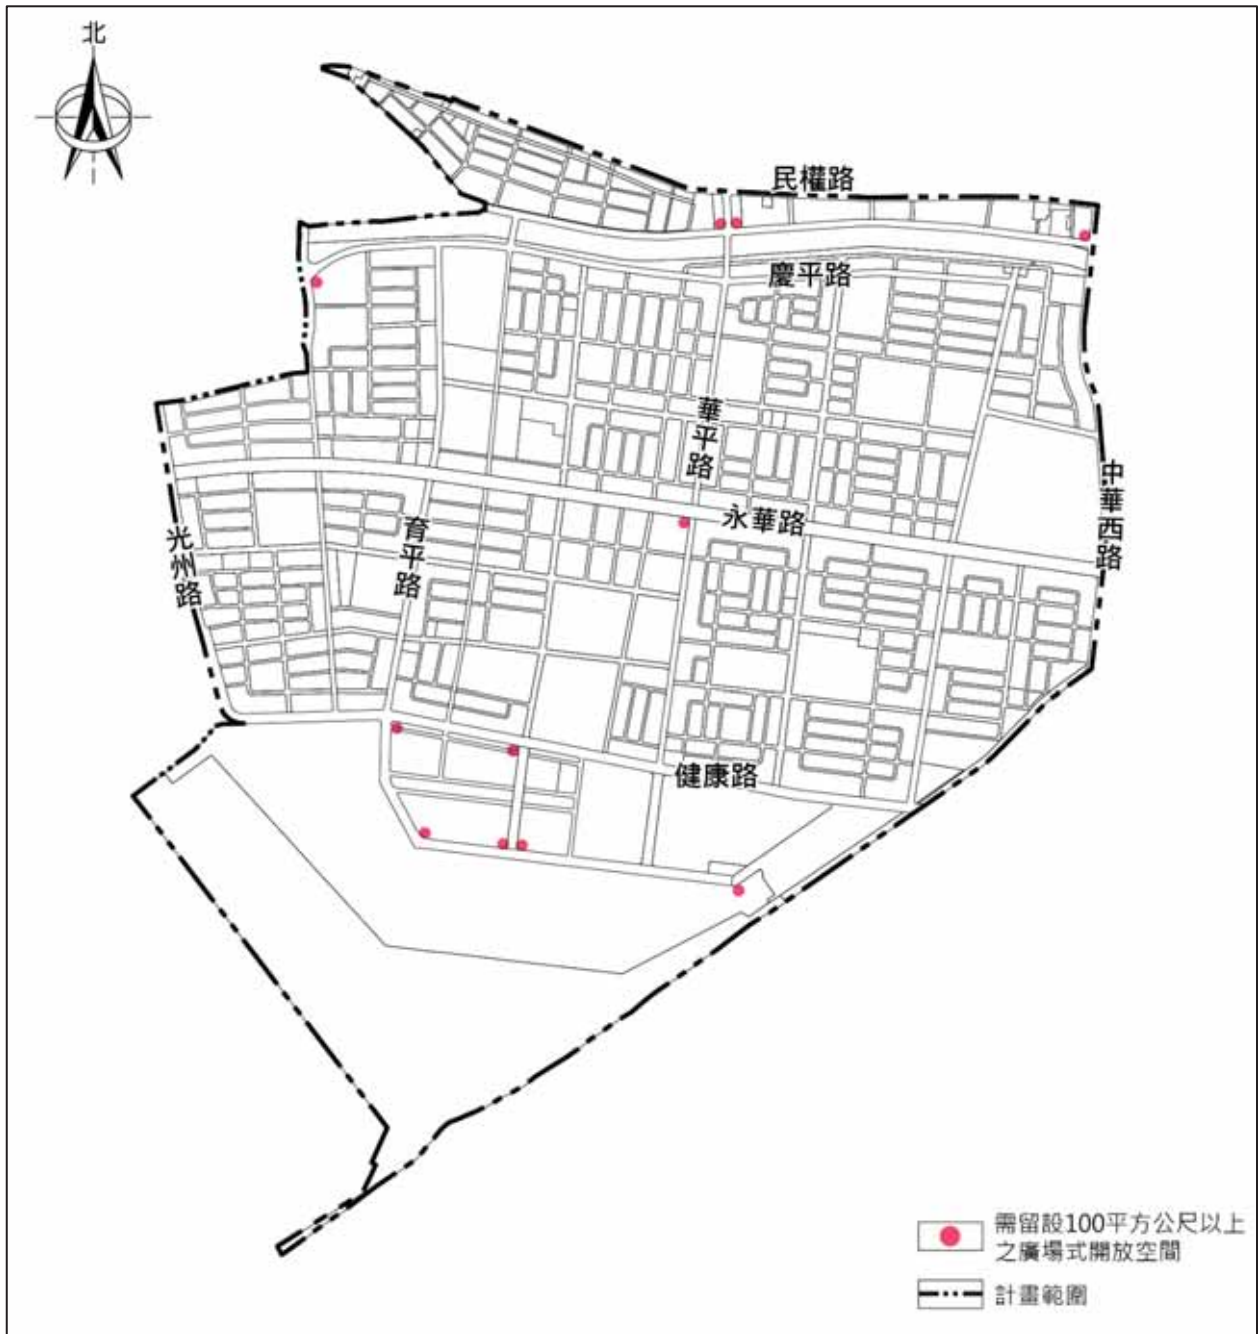 北
民權路
慶平路
華平路
中華西路
永華路
育平路
光州路
健康路
需留設100平方公尺以上
之廣場式開放空間
計畫範圍